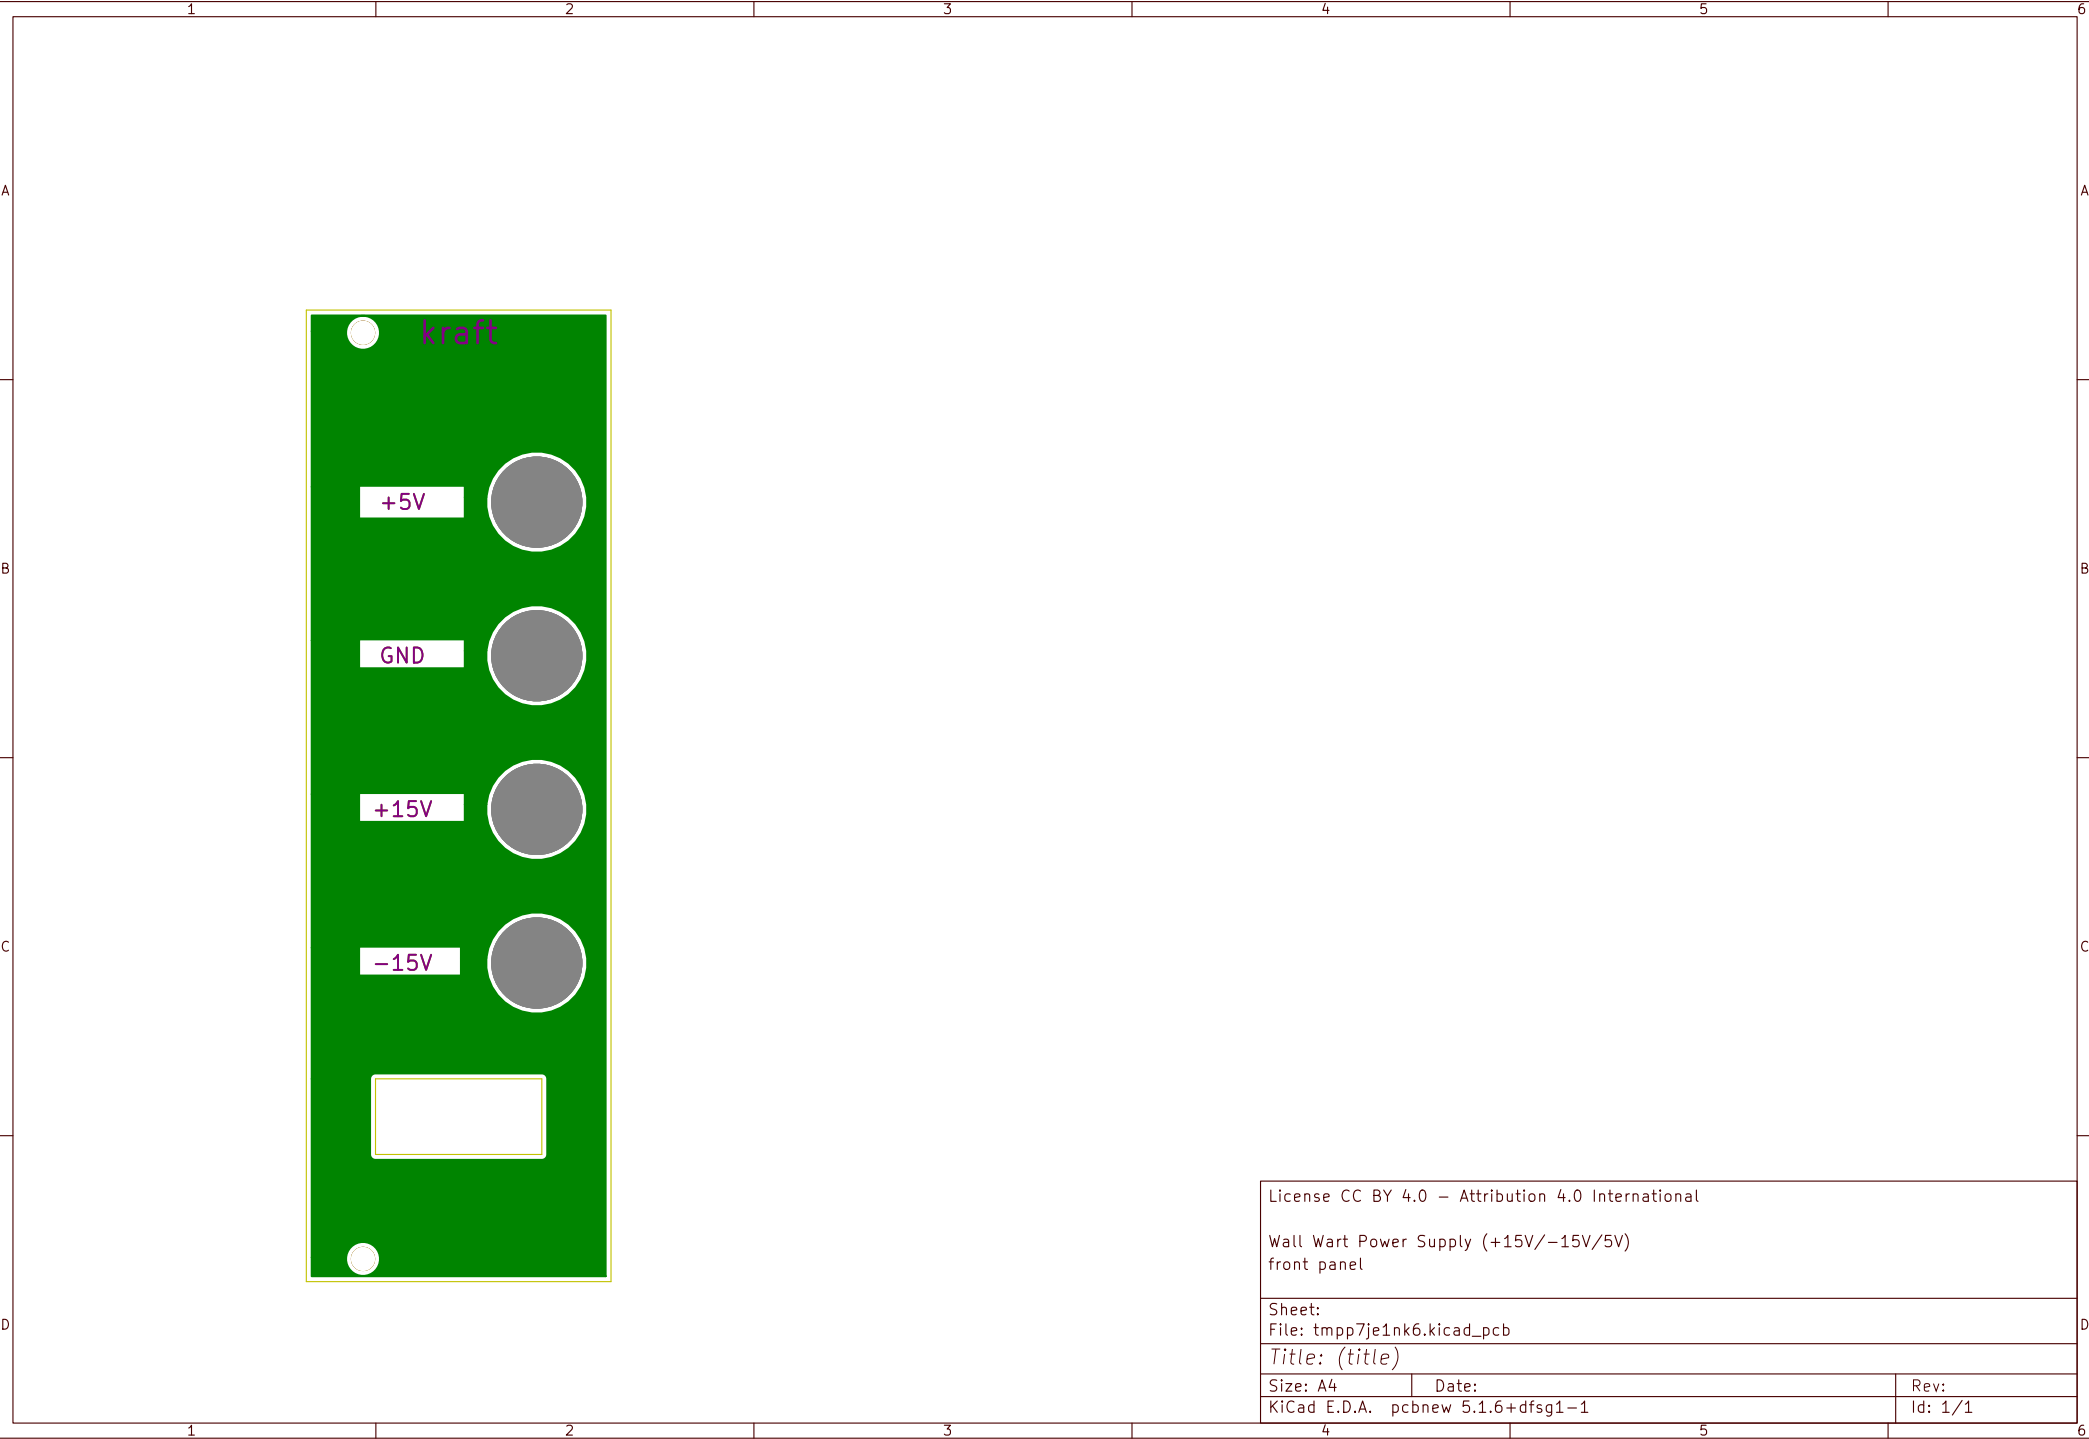 1 2 3 4 5 6
A A
kraft
+5V
B B
GND
+15V
C C
-15V
License CC BY 4.0 - Attribution 4.0 International
Wall Wart Power Supply (+15V/-15V/5V)
front panel
Sheet:
D D
File: tmpp7je1nk6.kicad_pcb
Title: (title)
Size: A4 Date: Rev:
KiCad E.D.A. pcbnew 5.1.6+dfsg1-1 Id: 1/1
1 2 3 4 5 6